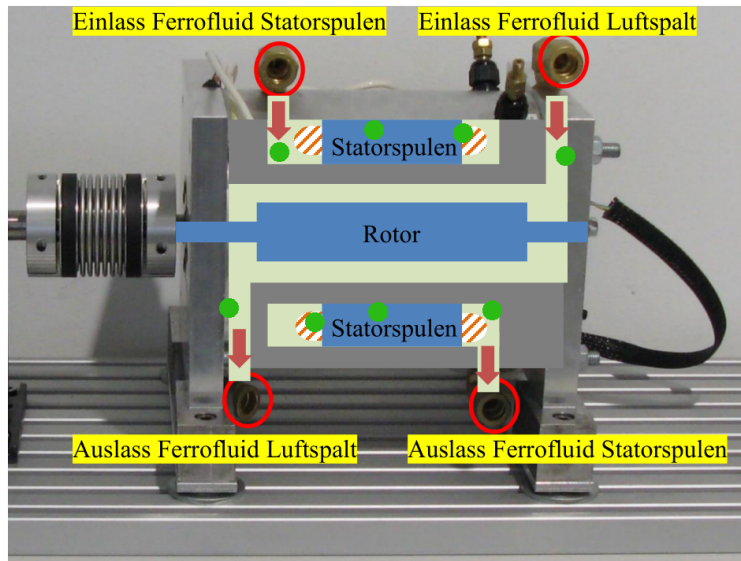 Einlass Ferrofluid Statorspulen
Einlass Ferrofluid Luftspalt
Statorspulen
Rotor
Statorspulen
Auslass Ferrofluid Luftspalt
Auslass Ferrofluid Statorspulen